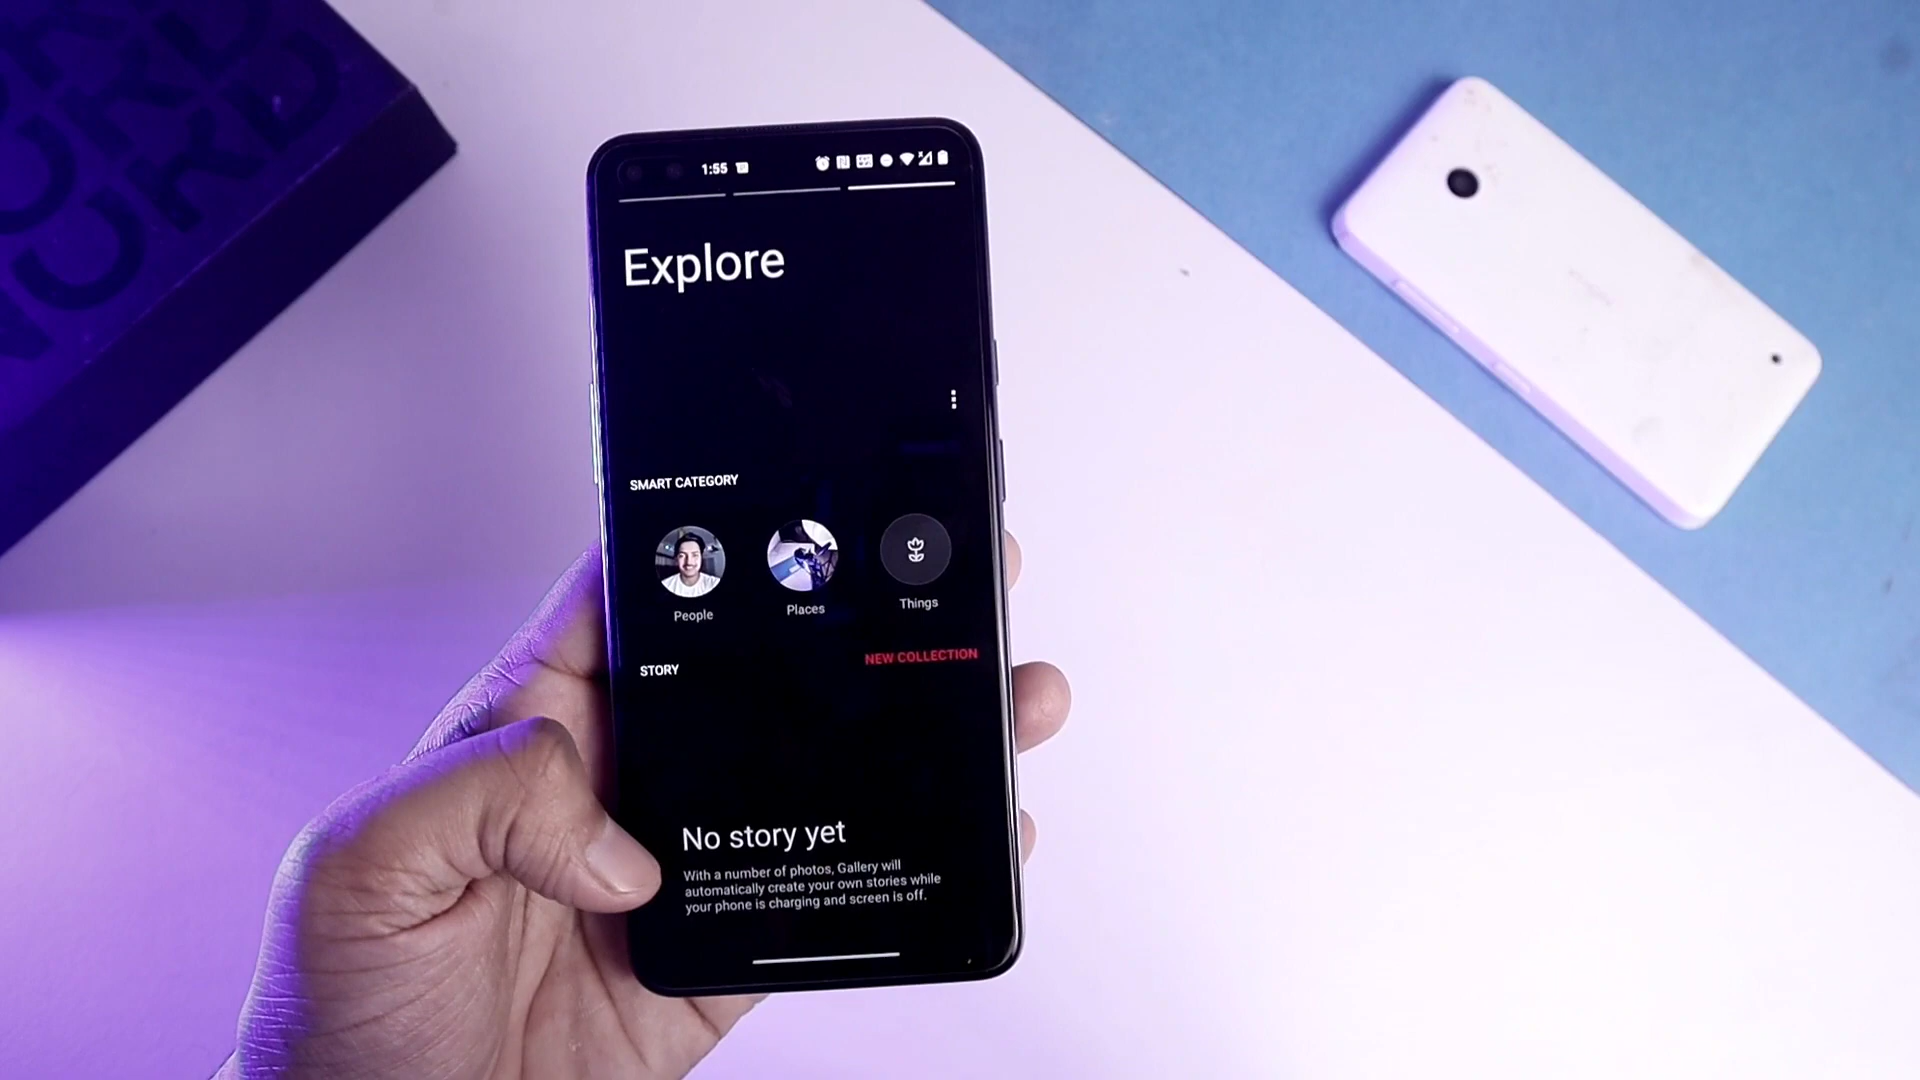 1:55
Explore
SMART CATEGORY
People
Places
Things
STORY
NEW COLLECTION
No story yet
With a number of photos, Gallery will
automatically create your own stories while
your phone is charging and screen is off.